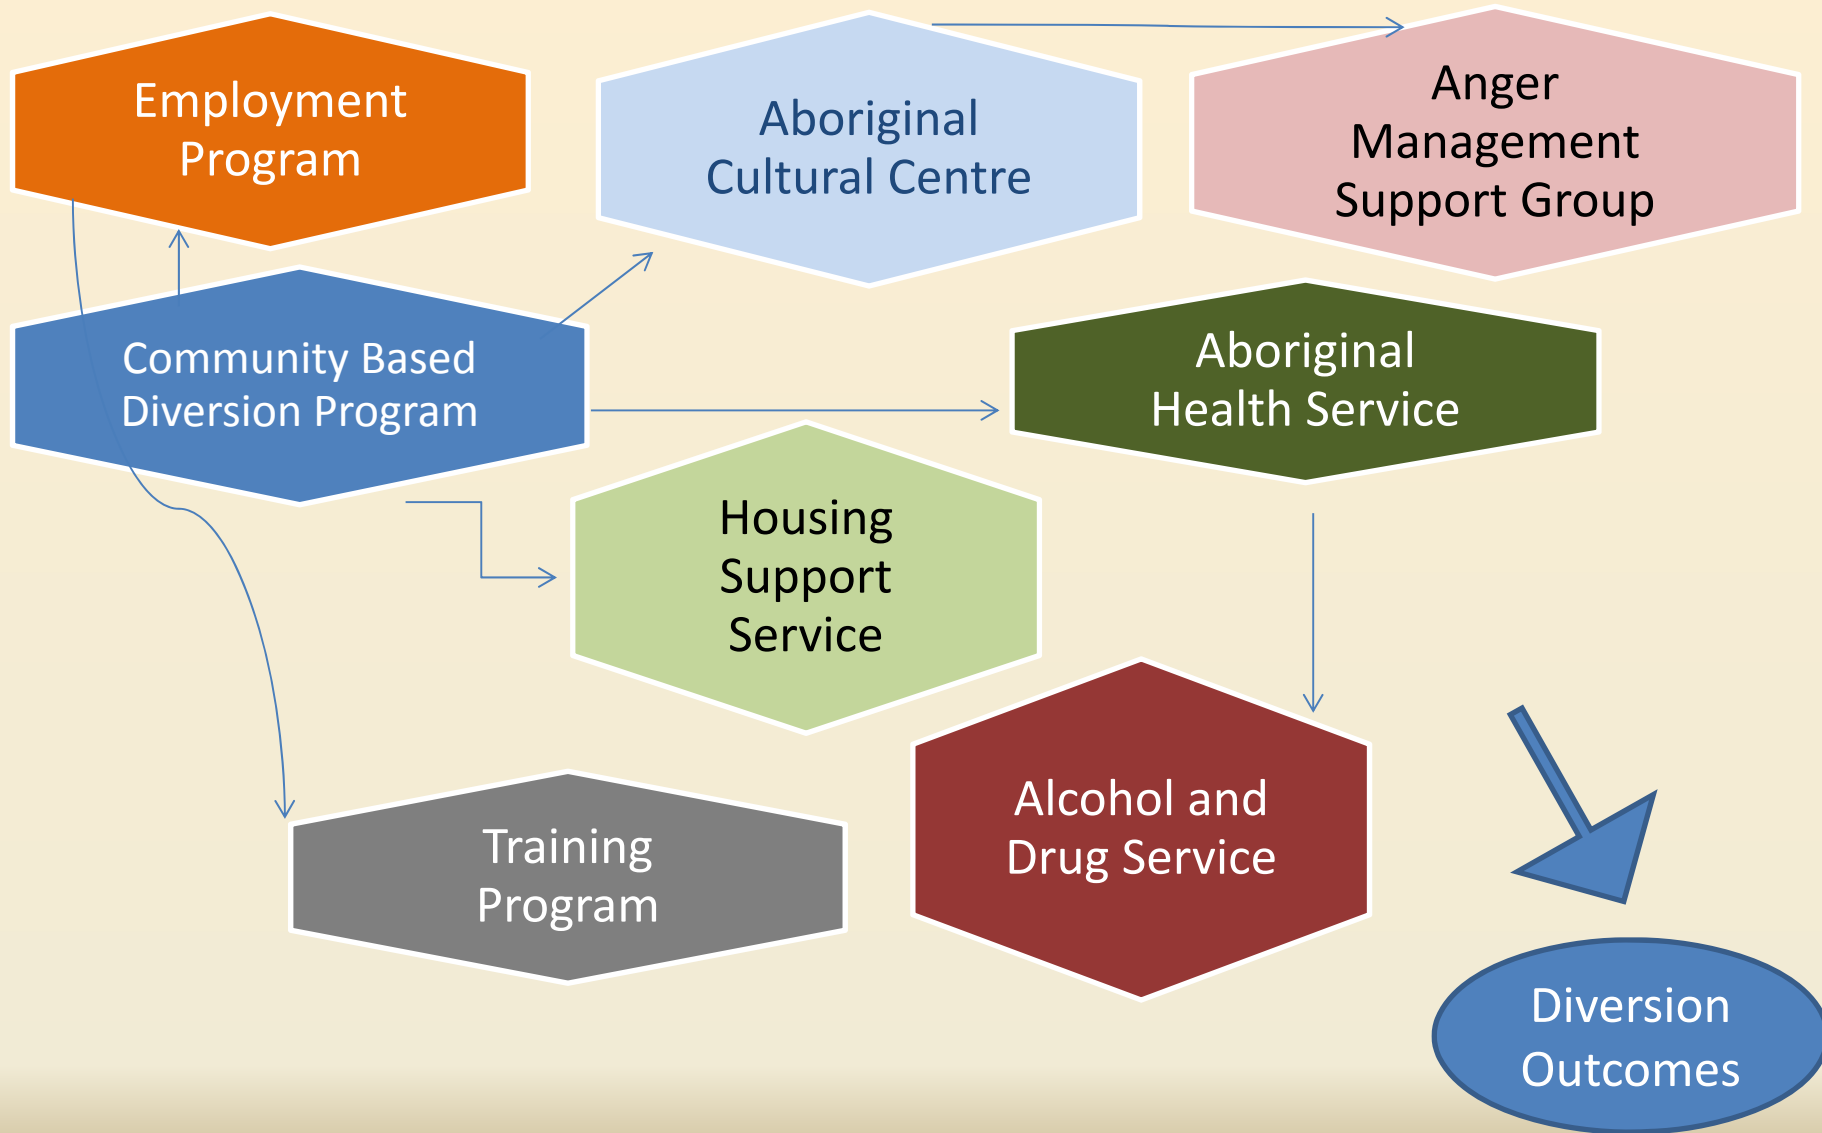 Employment
Program
Aboriginal
Cultural Centre
Anger
Management
Support Group
Community Based
Diversion Program
Aboriginal
Health Service
Housing
Support
Service
Training
Program
Alcohol and
Drug Service
Diversion
Outcomes